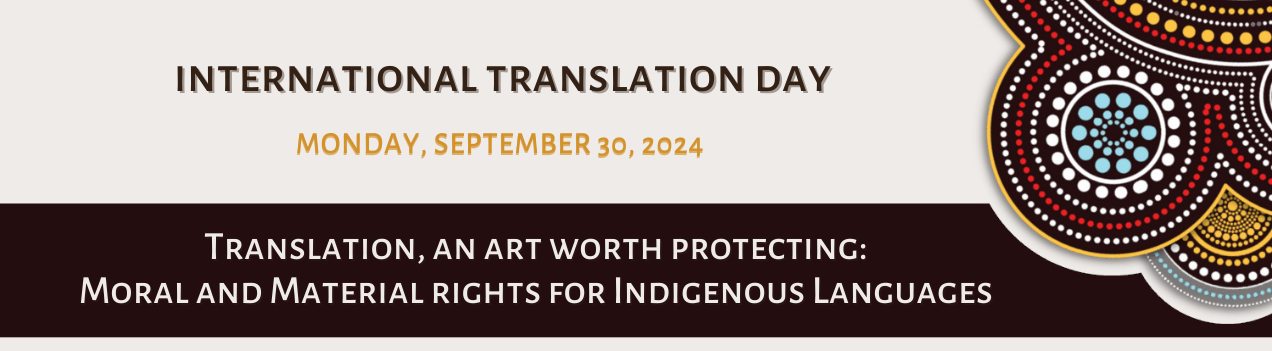 INTERNATIONAL TRANSLATION DAY
MONDAY, SEPTEMBER 30, 2024
Translation, an art worth protecting:
Moral and Material rights for Indigenous Languages